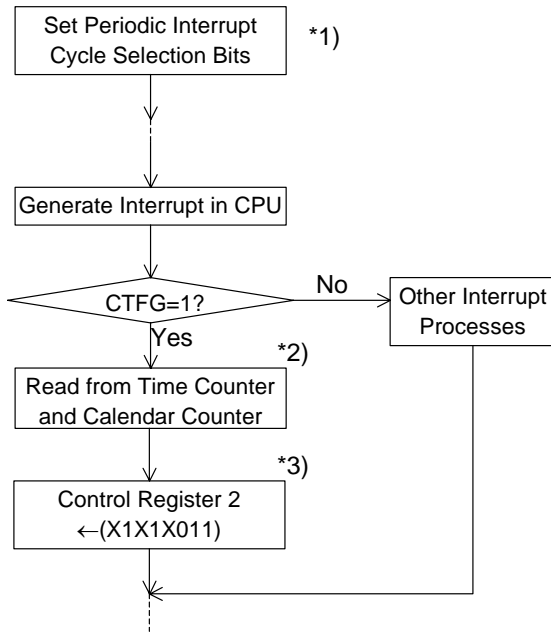 Set Periodic Interrupt
Cycle Selection Bits
*1)
Generate Interrupt in CPU
CTFG=1?
No
Other Interrupt
Processes
Yes
*2)
Read from Time Counter
and Calendar Counter
*3)
Control Register 2
←(X1X1X011)